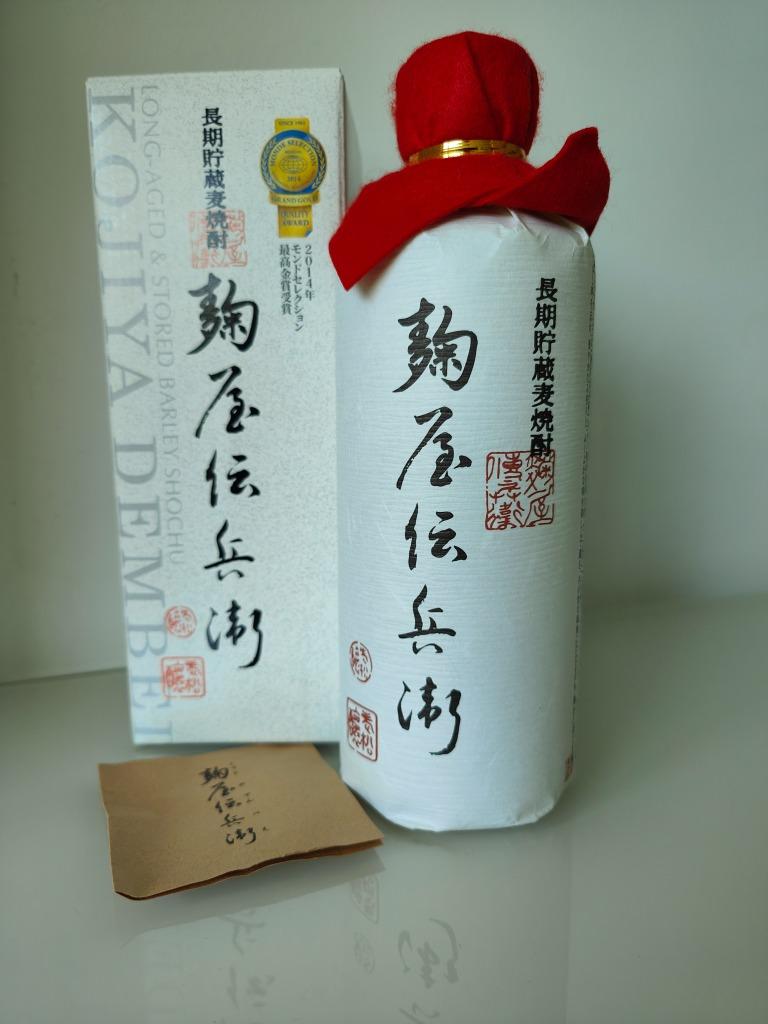 LONG-AGED & STORED BARLEY SHOCHU
KOJIYA DEMBEI
長期貯蔵麦焼酎
SINCE 1961
MONDE SELECTION
2014
GRAND GOLD
QUALITY
AWARD
2014年
モンドセレクション
最高金賞受賞
麹屋伝兵衛
長期貯蔵麦焼酎
麹屋伝兵衛
麹屋伝兵衛